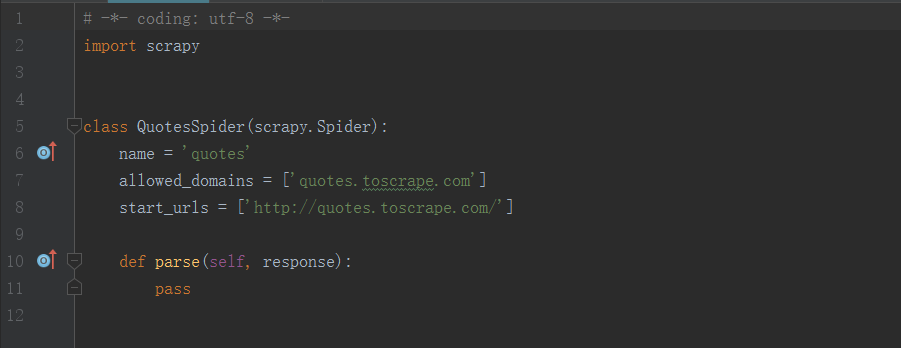 1 # -*- coding: utf-8 -*-
2 import scrapy
3
4
5 class QuotesSpider(scrapy.Spider):
6     name = 'quotes'
7     allowed_domains = ['quotes.toscrape.com']
8     start_urls = ['http://quotes.toscrape.com/']
9
10     def parse(self, response):
11         pass
12